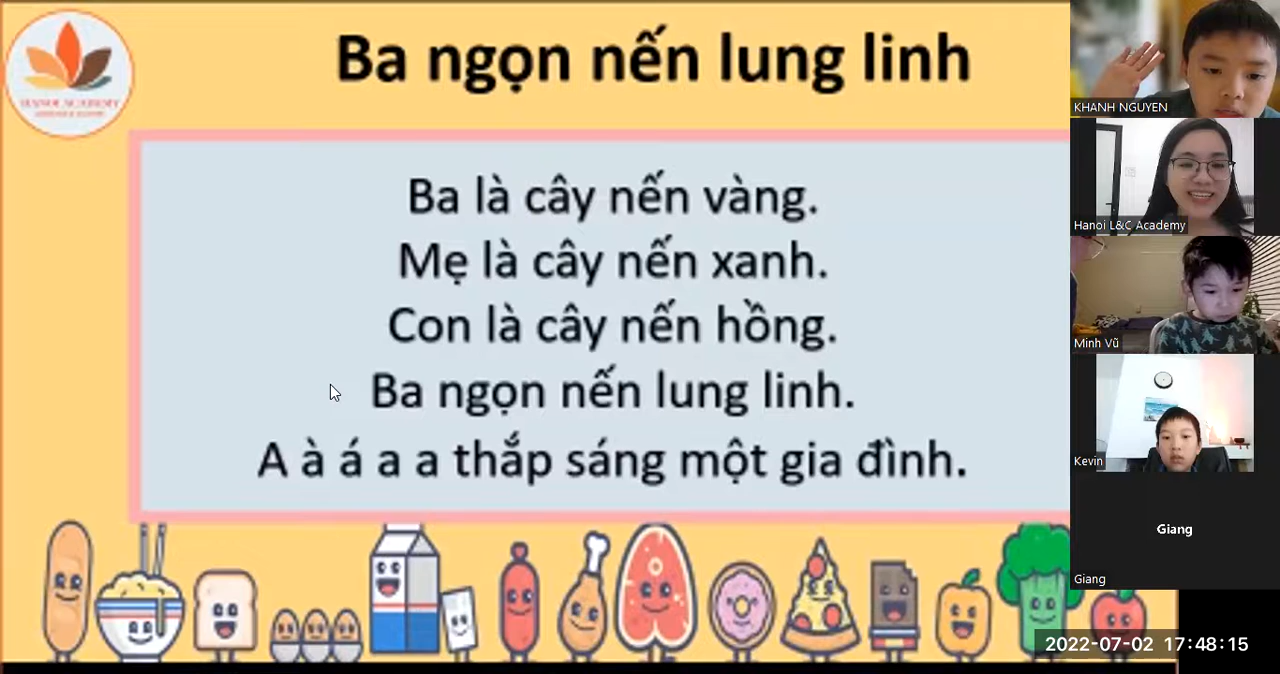 Ba ngọn nến lung linh
Ba là cây nến vàng.
Mẹ là cây nến xanh.
Con là cây nến hồng.
Ba ngọn nến lung linh.
A à á a a thắp sáng một gia đình.
HANOI ACADEMY
KHANH NGUYEN
Hanoi L&C Academy
Minh Vũ
Kevin
Giang
Giang
2022-07-02 17:48:15